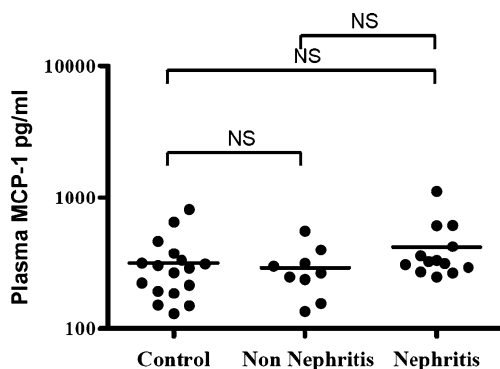 NS
NS
NS
10000
1000
100
Plasma MCP-1 pg/ml
Control Non Nephritis Nephritis